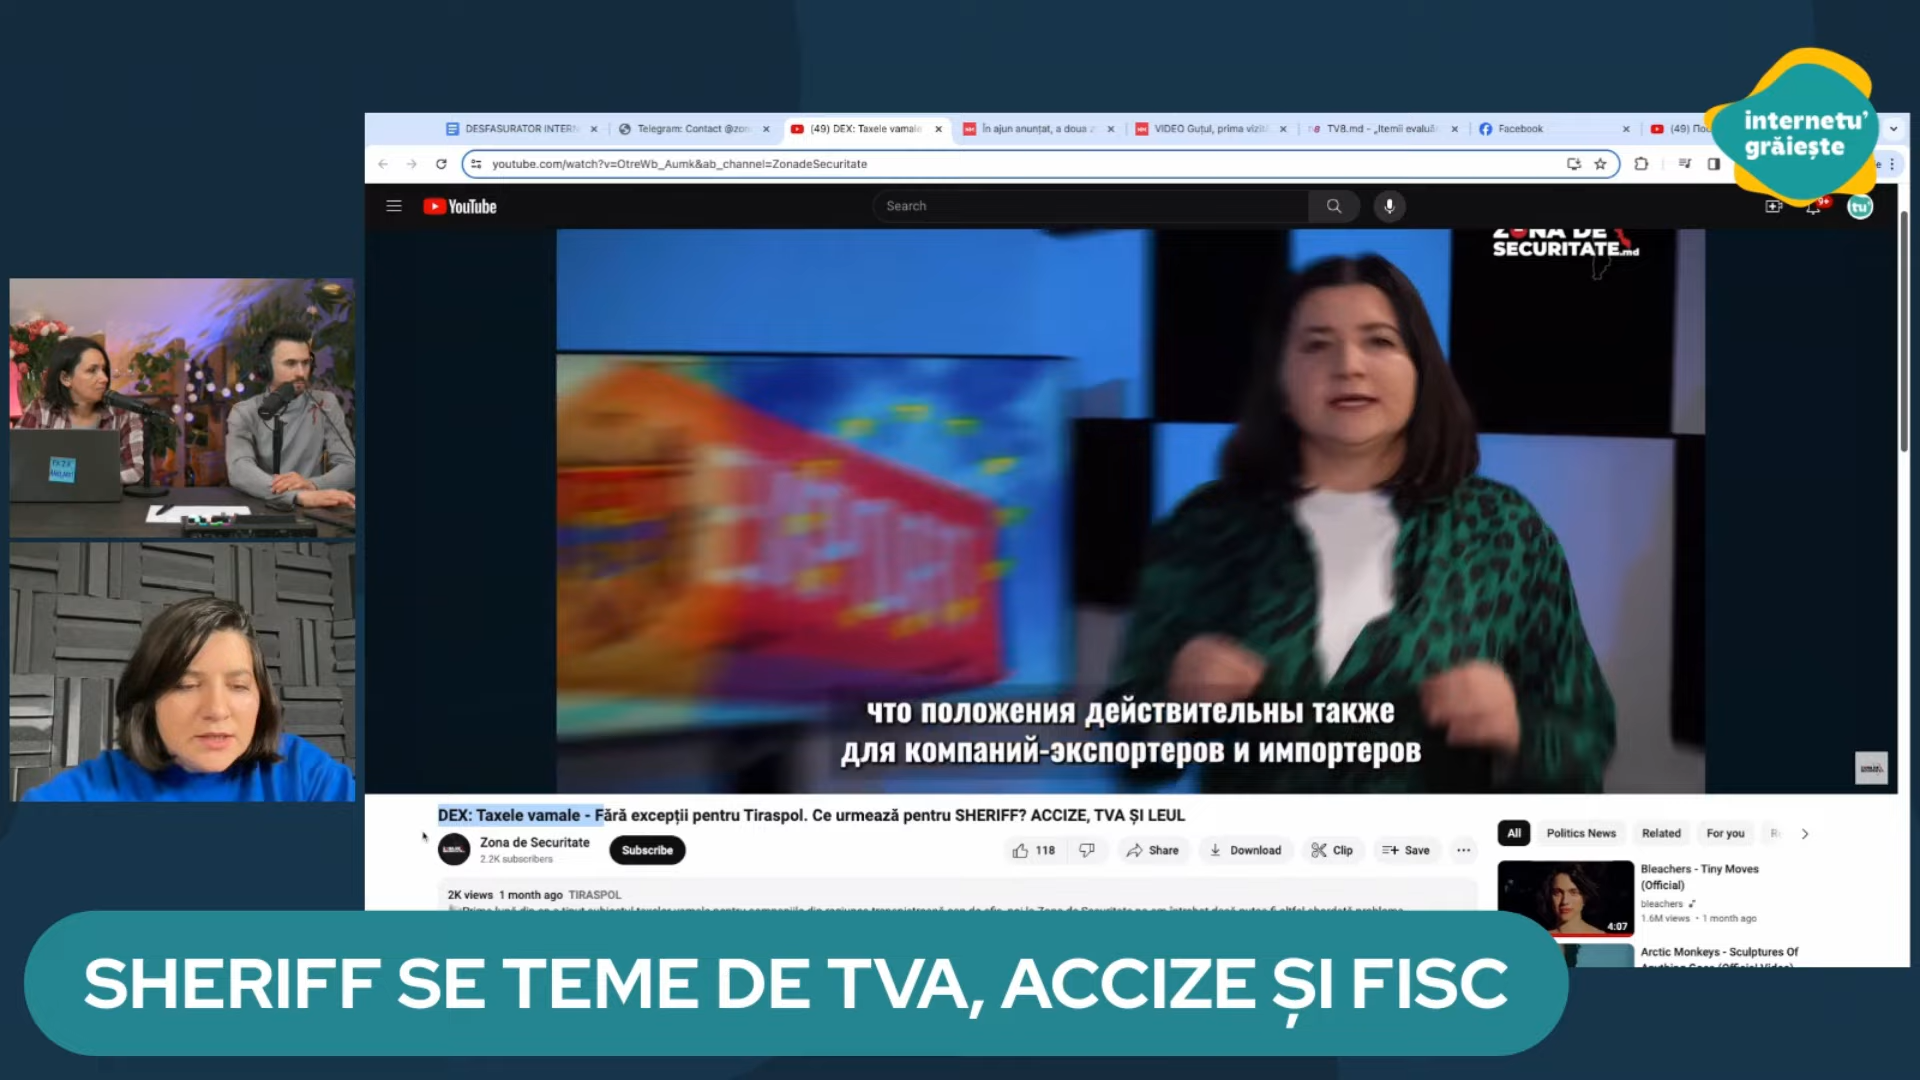 internetu'
grăiește
DESFASURATOR INTERN
Telegram: Contact @zon
(49) DEX: Taxele vamale
În ajun anunțat, a doua
VIDEO Guțul, prima vizit
TV8.md - „Itemii evaluă
Facebook
(49)
youtube.com/watch?v=OtreWb_Aumk&ab_channel=ZonadeSecuritate
YouTube
Search
9+
tu'
ZONA DE
SECURITATE.md
что положения действительны также
для компаний-экспортеров и импортеров
DEX: Taxele vamale - Fără excepții pentru Tiraspol. Ce urmează pentru SHERIFF? ACCIZE, TVA ȘI LEUL
Zona de Securitate
2.2K subscribers
Subscribe
118
Share
Download
Clip
Save
All
Politics News
Related
For you
2K views 1 month ago TIRASPOL
Bleachers - Tiny Moves
(Official)
bleachers
1.6M views • 1 month ago
4:07
Arctic Monkeys - Sculptures Of
SHERIFF SE TEME DE TVA, ACCIZE ȘI FISC